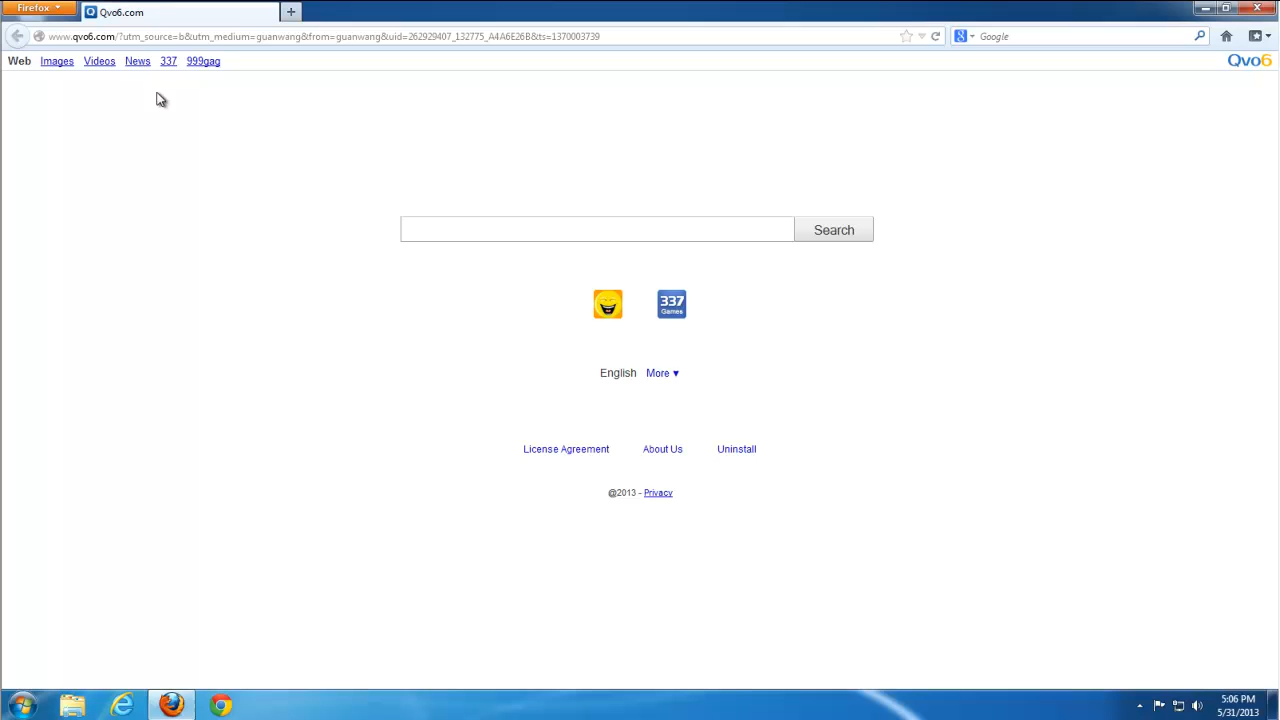 Firefox
Qvo6.com
www.qvo6.com/?utm_source=b&utm_medium=guanwang&from=guanwang&uid=262929407_132775_A4A6E26B&ts=1370003739
Google
Web Images Videos News 337 999gag
Qvo6
Search
337
Games
English More ▼
License Agreement About Us Uninstall
@2013 - Privacy
5:06 PM
5/31/2013